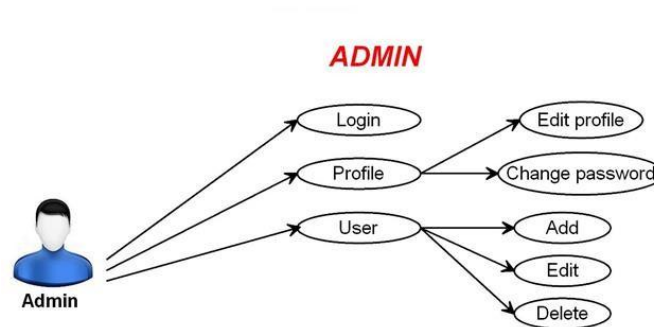 ADMIN
Login
Edit profile
Profile
Change password
User
Add
Edit
Admin
Delete